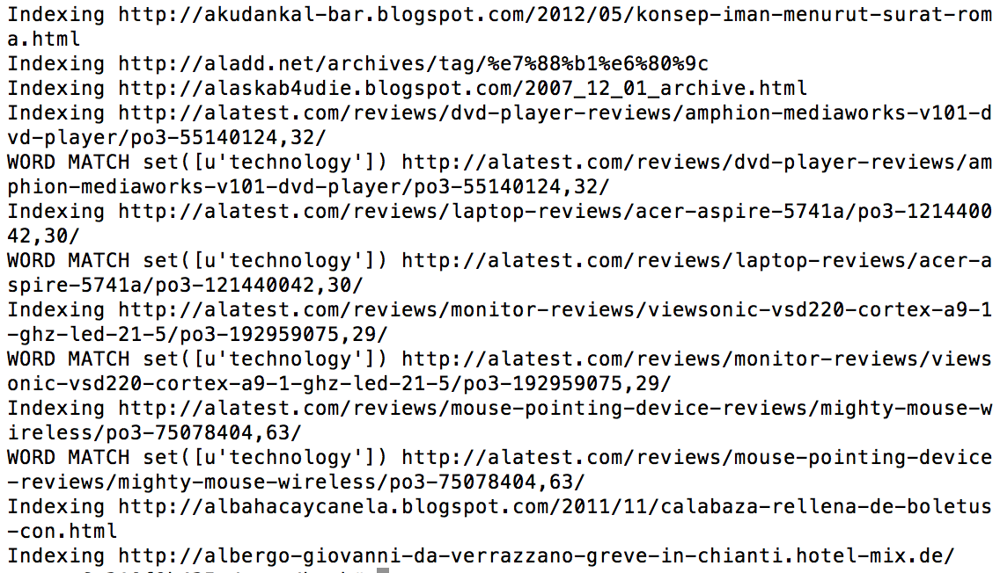 Indexing http://akudankal-bar.blogspot.com/2012/05/konsep-iman-menurut-surat-rom
a.html
Indexing http://aladd.net/archives/tag/%e7%88%b1%e6%80%9c
Indexing http://alaskab4udie.blogspot.com/2007_12_01_archive.html
Indexing http://alatest.com/reviews/dvd-player-reviews/amphion-mediaworks-v101-d
vd-player/po3-55140124,32/
WORD MATCH set([u'technology']) http://alatest.com/reviews/dvd-player-reviews/am
phion-mediaworks-v101-dvd-player/po3-55140124,32/
Indexing http://alatest.com/reviews/laptop-reviews/acer-aspire-5741a/po3-1214400
42,30/
WORD MATCH set([u'technology']) http://alatest.com/reviews/laptop-reviews/acer-a
spire-5741a/po3-121440042,30/
Indexing http://alatest.com/reviews/monitor-reviews/viewsonic-vsd220-cortex-a9-1
-ghz-led-21-5/po3-192959075,29/
WORD MATCH set([u'technology']) http://alatest.com/reviews/monitor-reviews/views
onic-vsd220-cortex-a9-1-ghz-led-21-5/po3-192959075,29/
Indexing http://alatest.com/reviews/mouse-pointing-device-reviews/mighty-mouse-w
ireless/po3-75078404,63/
WORD MATCH set([u'technology']) http://alatest.com/reviews/mouse-pointing-device
-reviews/mighty-mouse-wireless/po3-75078404,63/
Indexing http://albahacaycanela.blogspot.com/2011/11/calabaza-rellena-de-boletus
-con.html
Indexing http://albergo-giovanni-da-verrazzano-greve-in-chianti.hotel-mix.de/